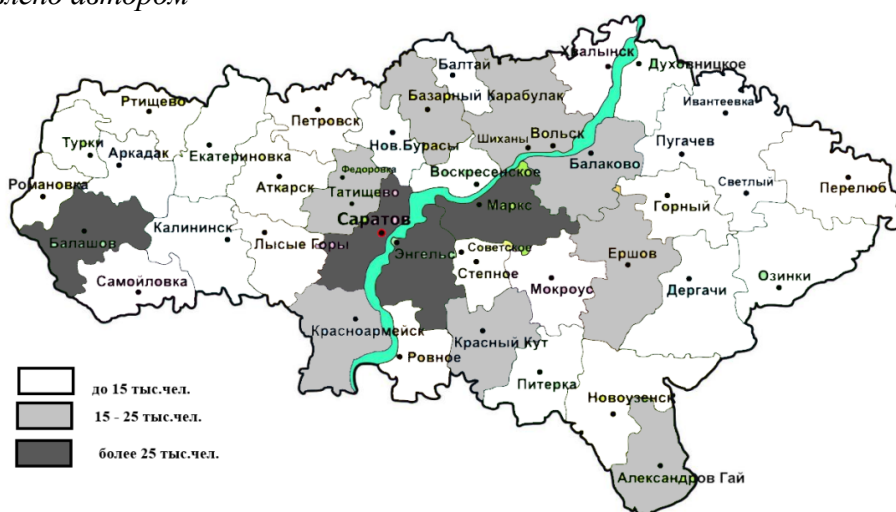 лено автором
Хвалынск
Балтай
Духовницкое
Ртищево
Базарный Карабулак
Ивантеевка
Петровск
Турки
Нов.Бурасы
Шиханы
Вольск
Пугачев
Аркадак
Екатериновка
Балаково
Федоровка
Воскресенское
Романовка
Аткарск
Татищево
Светлый
Перелюб
Маркс
Горный
Саратов
Калининск
Балашов
Лысые Горы
Энгельс
Советское
Ершов
Степное
Озинки
Самойловка
Мокроус
Дергачи
Красноармейск
Красный Кут
Ровное
Питерка
до 15 тыс.чел.
Новоузенск
15 - 25 тыс.чел.
более 25 тыс.чел.
Александров Гай